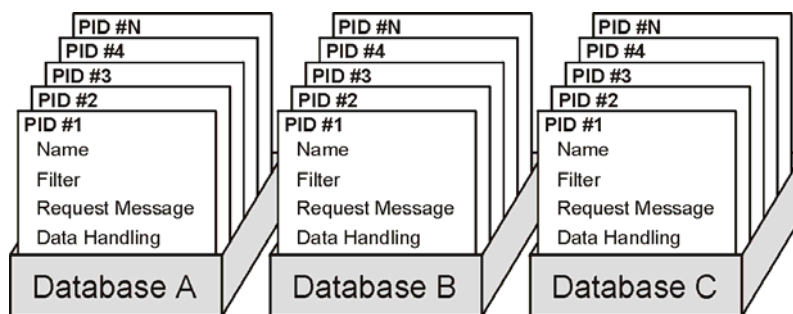 PID #N
PID #4
PID #3
PID #2
PID #1
Name
Filter
Request Message
Data Handling
Database A
PID #N
PID #4
PID #3
PID #2
PID #1
Name
Filter
Request Message
Data Handling
Database B
PID #N
PID #4
PID #3
PID #2
PID #1
Name
Filter
Request Message
Data Handling
Database C